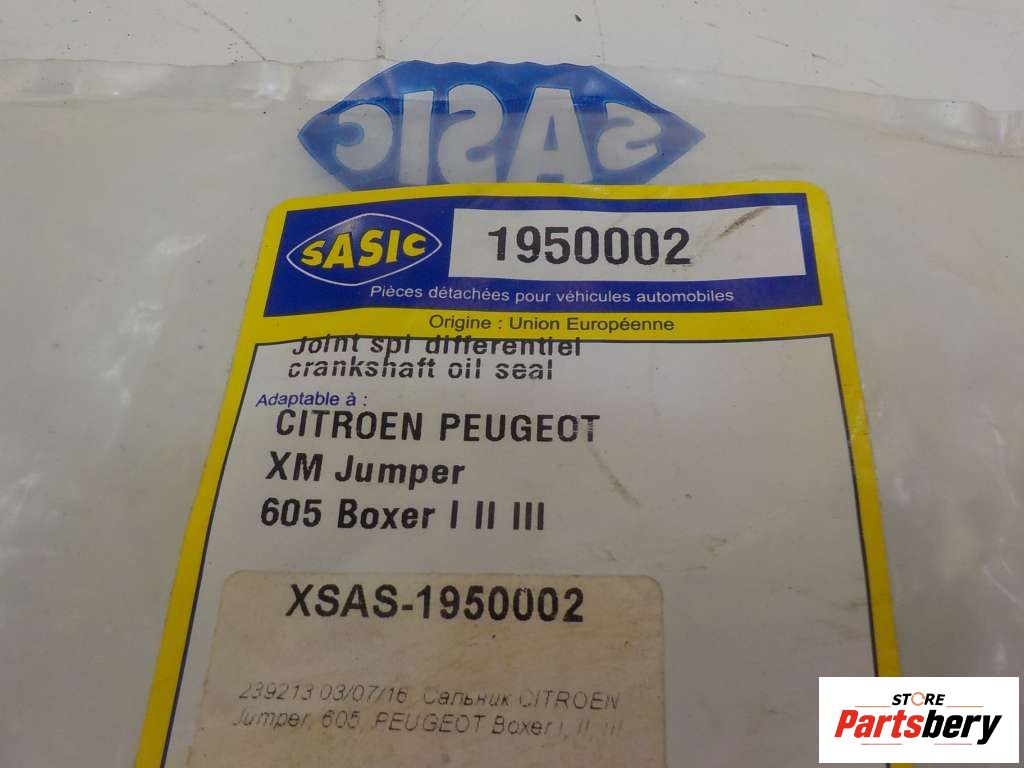 SASIC
SASIC
1950002
Pièces détachées pour véhicules automobiles
Origine : Union Européenne
Joint spi differentiel
crankshaft oil seal
Adaptable à :
CITROEN PEUGEOT
XM Jumper
605 Boxer I II III
XSAS-1950002
239213 03/07/16 Сальник CITROEN
Jumper, 605, PEUGEOT Boxer I, II, III
STORE
Partsbery